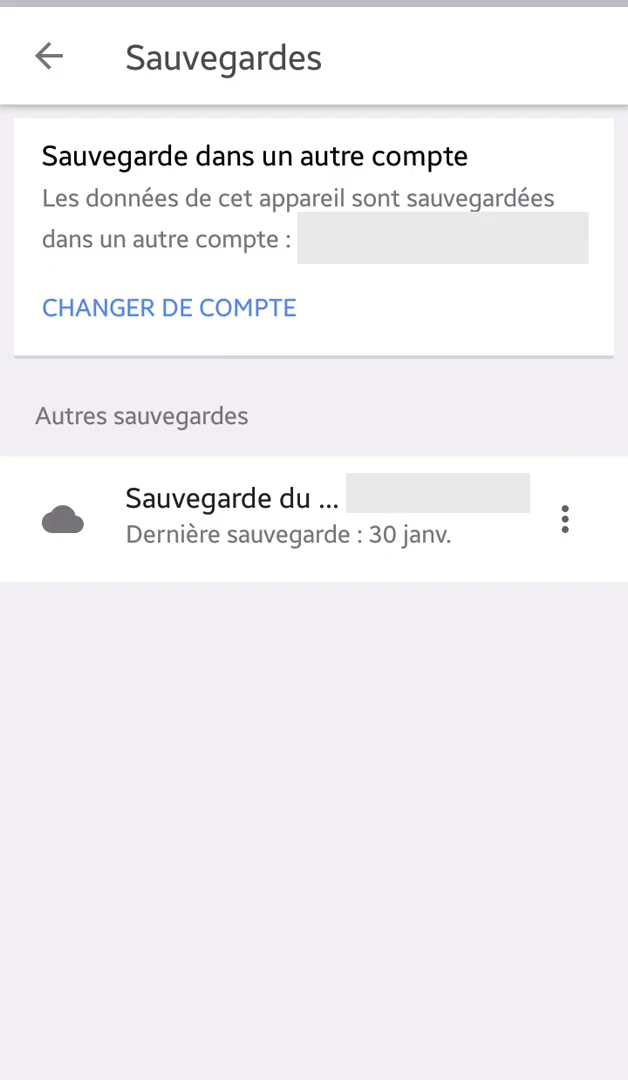 Sauvegardes
Sauvegarde dans un autre compte
Les données de cet appareil sont sauvegardées
dans un autre compte :
CHANGER DE COMPTE
Autres sauvegardes
Sauvegarde du ...
Dernière sauvegarde : 30 janv.